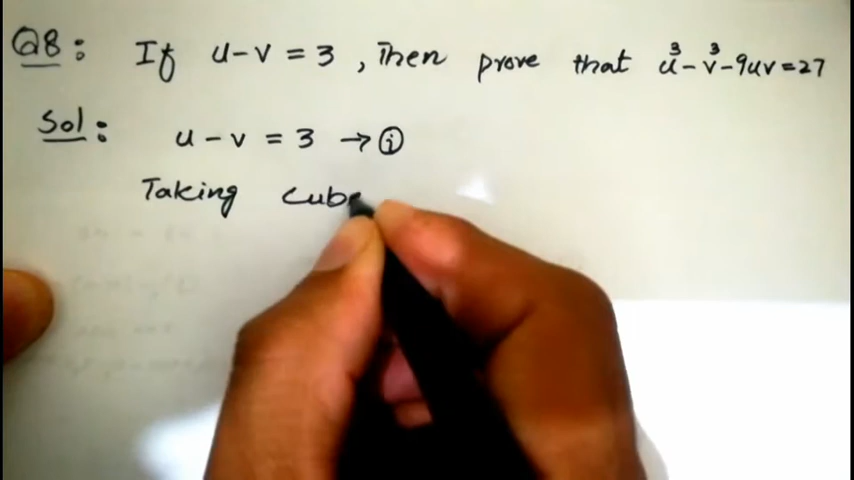 Q8: If u-v = 3, Then prove that u³-v³-9uv=27
Sol: u - v = 3 → ⓘ
Taking Cube